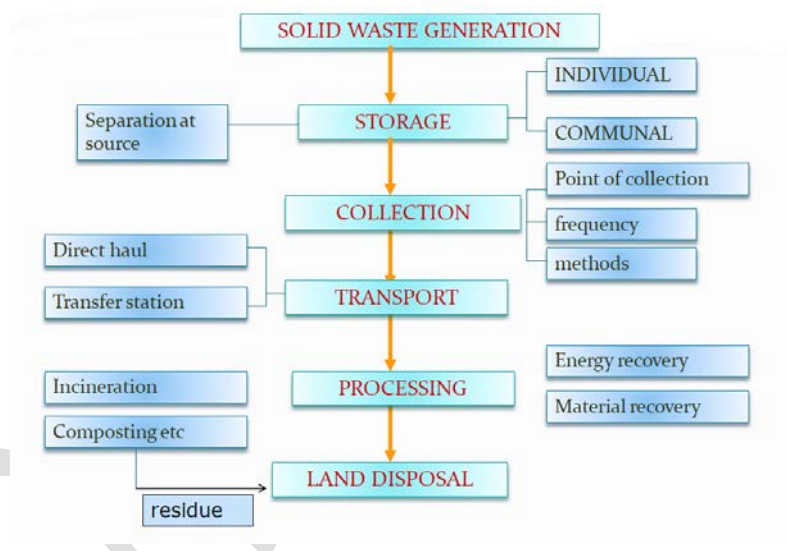 SOLID WASTE GENERATION
INDIVIDUAL
Separation at
source
STORAGE
COMMUNAL
Point of collection
COLLECTION
frequency
Direct haul
methods
Transfer station
TRANSPORT
Energy recovery
Incineration
PROCESSING
Material recovery
Composting etc
LAND DISPOSAL
residue